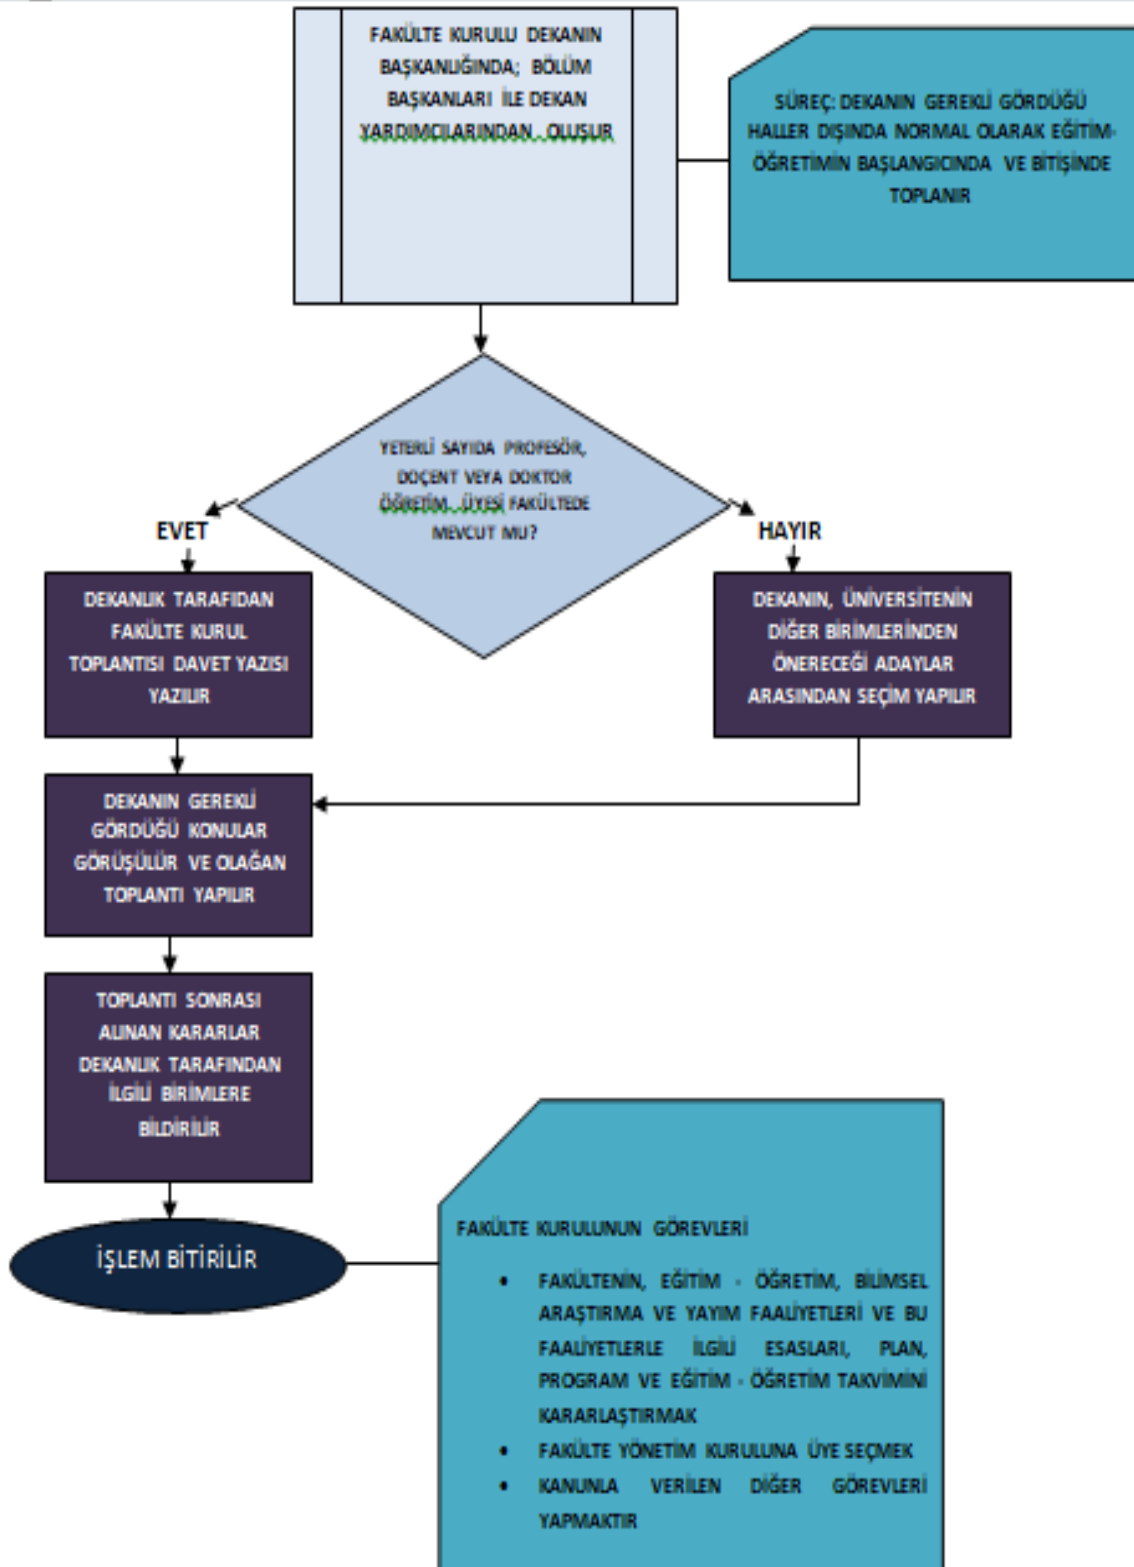 FAKÜLTE KURULU DEKANIN
BAŞKANLIĞINDA; BÖLÜM
BAŞKANLARI İLE DEKAN
YARDIMCILARINDAN OLUŞUR
SÜREÇ: DEKANIN GEREKLİ GÖRDÜĞÜ
HALLER DIŞINDA NORMAL OLARAK EĞİTİM-
ÖĞRETİMİN BAŞLANGICINDA VE BİTİŞİNDE
TOPLANIR
YETERLİ SAYIDA PROFESÖR,
DOÇENT VEYA DOKTOR
ÖĞRETİM ÜYESİ FAKÜLTEDE
MEVCUT MU?
EVET
HAYIR
DEKANLIK TARAFIDAN
FAKÜLTE KURUL
TOPLANTISI DAVET YAZISI
YAZILIR
DEKANIN, ÜNİVERSİTENİN
DİĞER BİRİMLERİNDEN
ÖNERECEĞİ ADAYLAR
ARASINDAN SEÇİM YAPILIR
DEKANIN GEREKLİ
GÖRDÜĞÜ KONULAR
GÖRÜŞÜLÜR VE OLAĞAN
TOPLANTI YAPILIR
TOPLANTI SONRASI
ALINAN KARARLAR
DEKANLIK TARAFINDAN
İLGİLİ BİRİMLERE
BİLDİRİLİR
İŞLEM BİTİRİLİR
FAKÜLTE KURULUNUN GÖREVLERİ
• FAKÜLTENİN, EĞİTİM - ÖĞRETİM, BİLİMSEL
ARAŞTIRMA VE YAYIM FAALİYETLERİ VE BU
FAALİYETLERLE İLGİLİ ESASLARI, PLAN,
PROGRAM VE EĞİTİM - ÖĞRETİM TAKVİMİNİ
KARARLAŞTIRMAK
• FAKÜLTE YÖNETİM KURULUNA ÜYE SEÇMEK
• KANUNLA VERİLEN DİĞER GÖREVLERİ
YAPMAKTIR